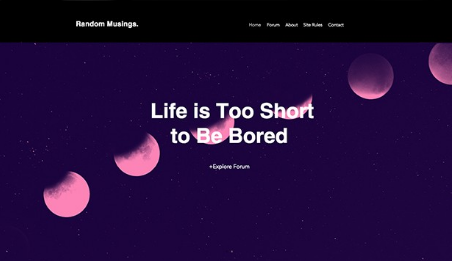 Random Musings.
Home Forum About Site Rules Contact
Life is Too Short
to Be Bored
+Explore Forum